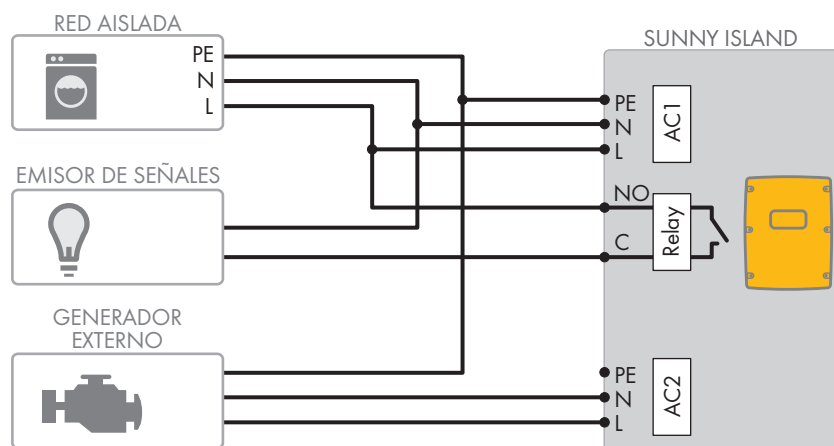 RED AISLADA
PE
N
L
SUNNY ISLAND
PE
N
L
AC1
EMISOR DE SEÑALES
NO
C
Relay
GENERADOR
EXTERNO
PE
N
L
AC2